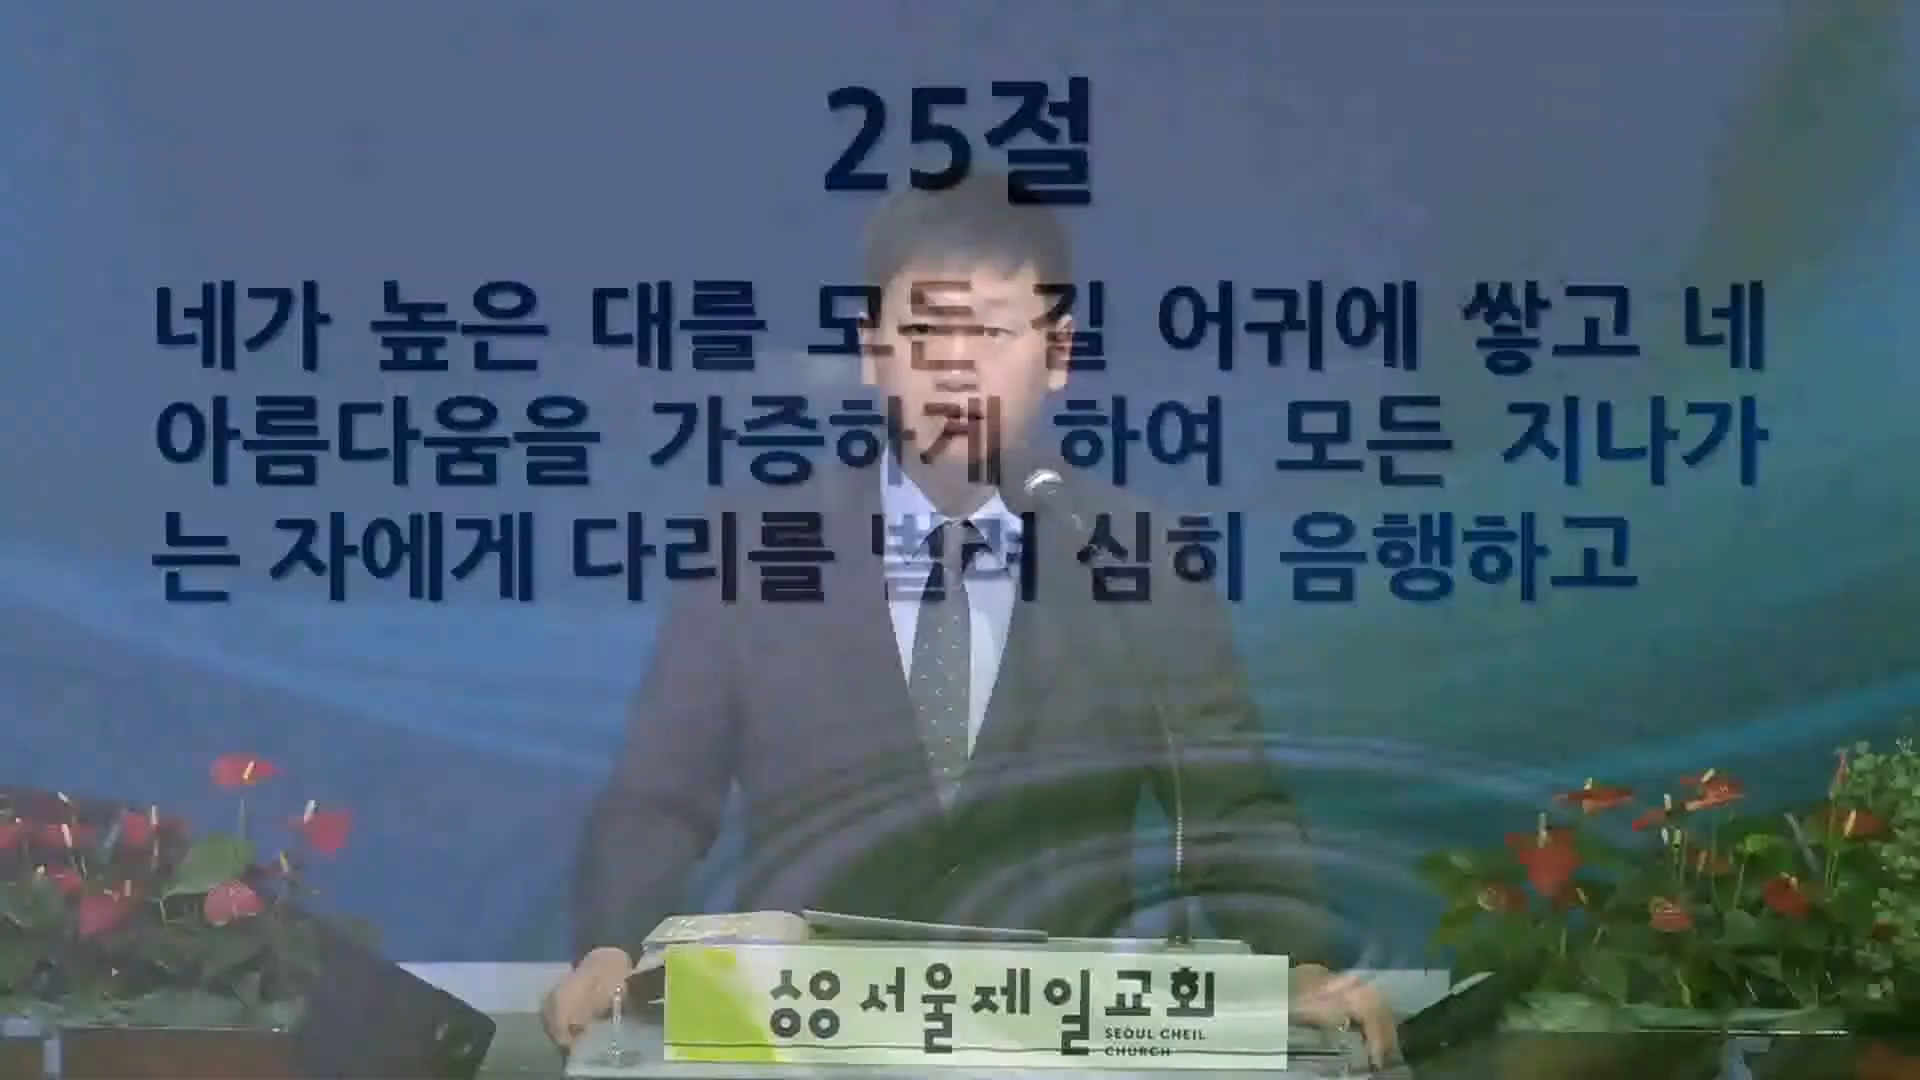 25절
네가 높은 대를 모든 길 어귀에 쌓고 네
아름다움을 가증하게 하여 모든 지나가
는 자에게 다리를 벌려 심히 음행하고
서울제일교회
SEOUL CHEIL
CHURCH